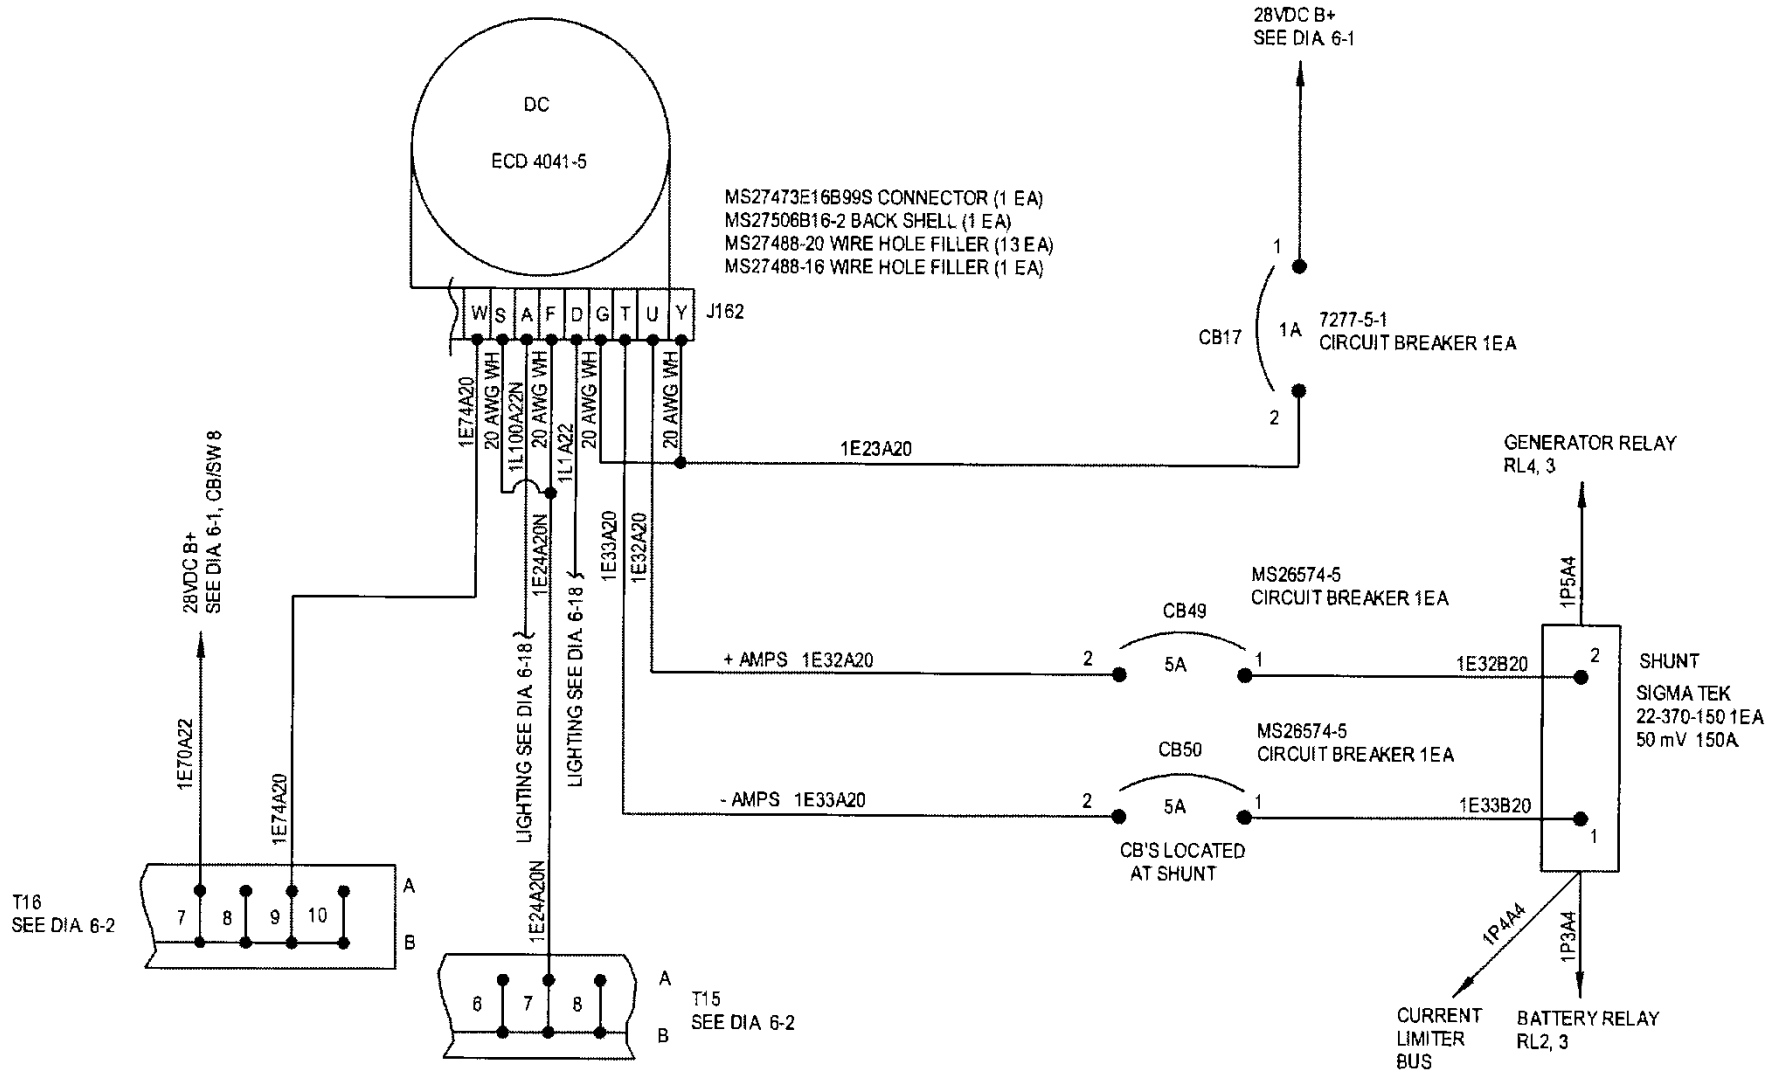 28VDC B+
SEE DIA. 6-1
DC
ECD 4041-5
MS27473E16B99S CONNECTOR (1 EA)
MS27506B16-2 BACK SHELL (1 EA)
MS27488-20 WIRE HOLE FILLER (13 EA)
MS27488-16 WIRE HOLE FILLER (1 EA)
W S A F D G T U Y
J162
1
CB17
1A
7277-5-1
CIRCUIT BREAKER 1EA
2
1E74A20
20 AWG WH
1L100A22N
20 AWG WH
1L1A22
20 AWG WH
20 AWG WH
1E23A20
GENERATOR RELAY
RL4, 3
28VDC B+
SEE DIA. 6-1, CB/SW 8
1E24A20N
1E33A20
1E32A20
1P5A4
MS26574-5
CIRCUIT BREAKER 1EA
CB49
+ AMPS 1E32A20
2
5A
1
1E32B20
2
SHUNT
SIGMA TEK
22-370-150 1EA
50 mV 150A
LIGHTING SEE DIA. 6-18
LIGHTING SEE DIA. 6-18
1E70A22
1E74A20
MS26574-5
CIRCUIT BREAKER 1EA
CB50
- AMPS 1E33A20
2
5A
1
1E33B20
1
CB'S LOCATED
AT SHUNT
T16
SEE DIA. 6-2
7 8 9 10
A
B
1E24A20N
6 7 8
A
B
T15
SEE DIA. 6-2
1P4A4
1P3A4
CURRENT
LIMITER
BUS
BATTERY RELAY
RL2, 3